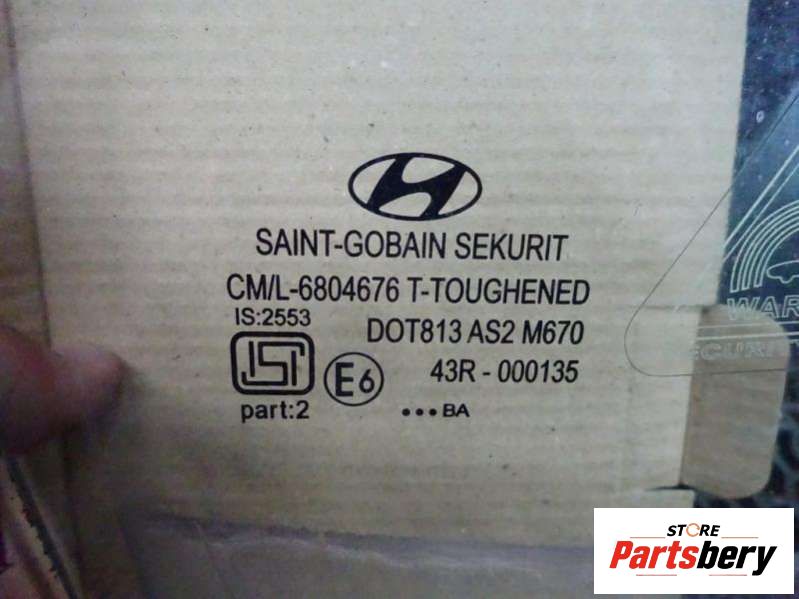 SAINT-GOBAIN SEKURIT
CM/L-6804676 T-TOUGHENED
IS:2553
DOT813 AS2 M670
ISI
E6
43R - 000135
part:2
•••BA
STORE
Partsbery